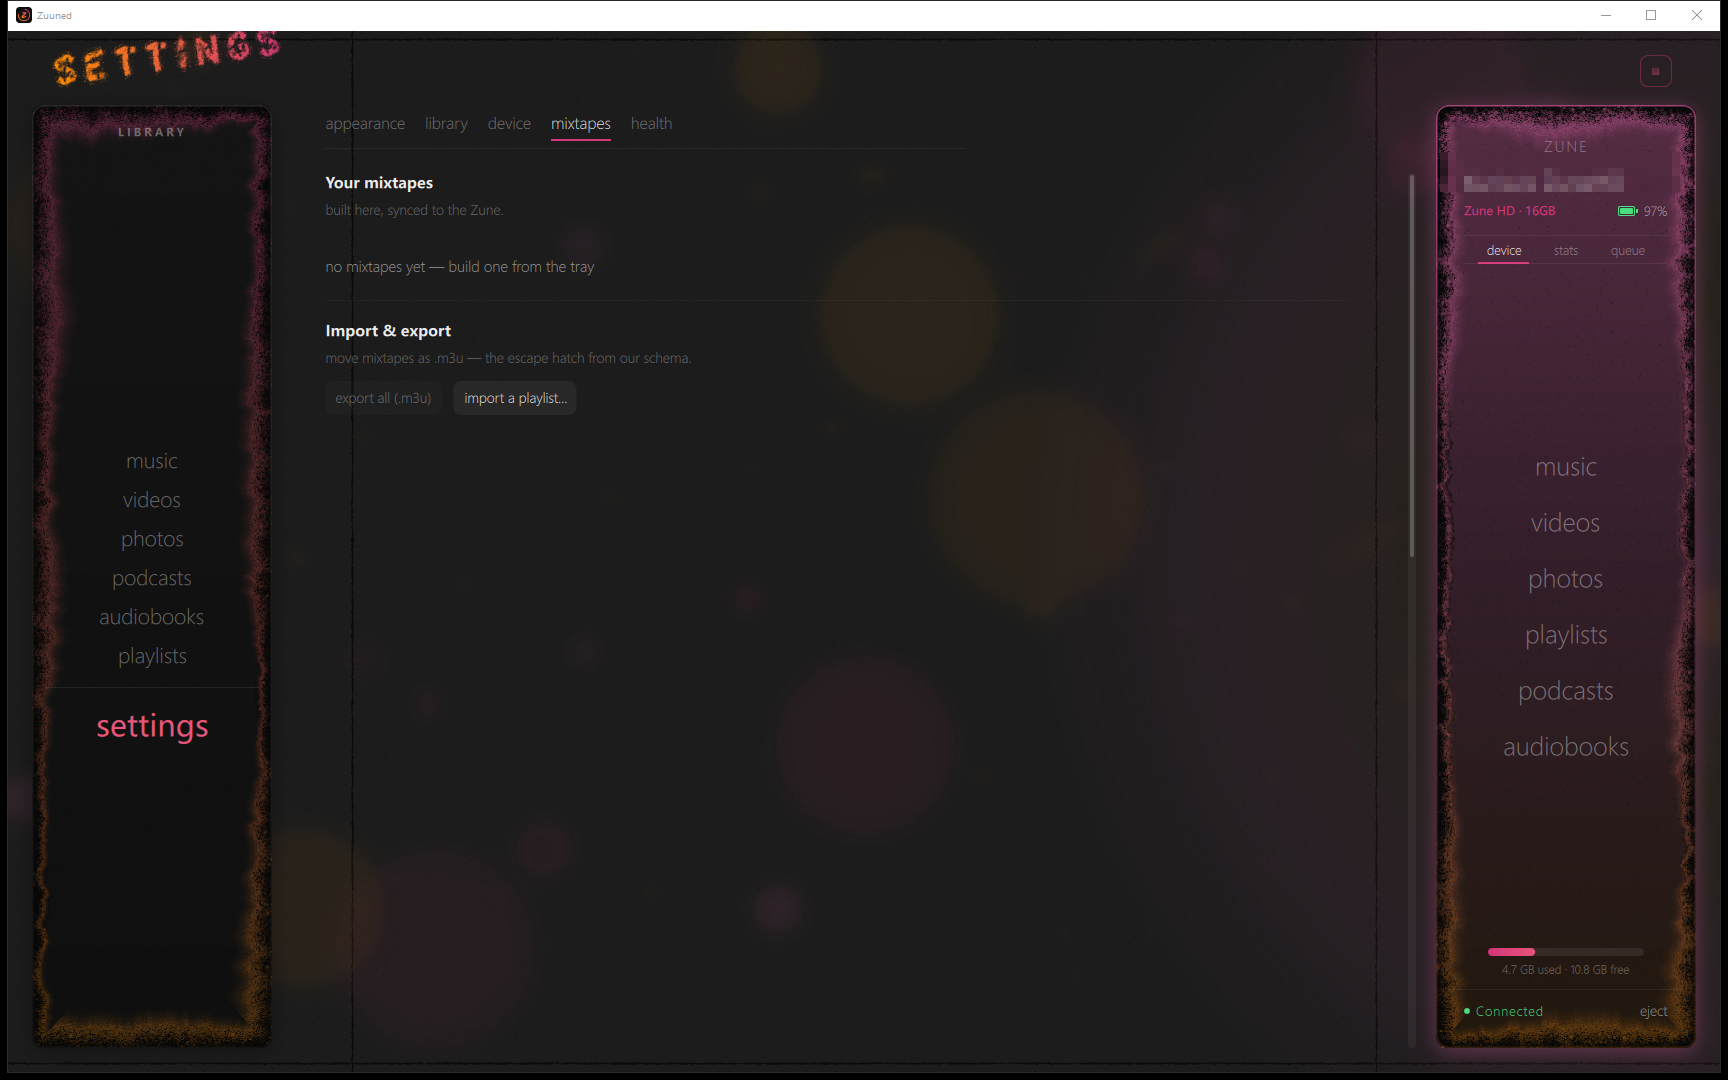 Zuuned
SETTINGS
LIBRARY
music
videos
photos
podcasts
audiobooks
playlists
settings
appearance library device mixtapes health
Your mixtapes
built here, synced to the Zune.
no mixtapes yet — build one from the tray
Import & export
move mixtapes as .m3u — the escape hatch from our schema.
export all (.m3u) import a playlist...
ZUNE
Zune HD · 16GB 97%
device stats queue
music
videos
photos
playlists
podcasts
audiobooks
4.7 GB used · 10.8 GB free
Connected eject